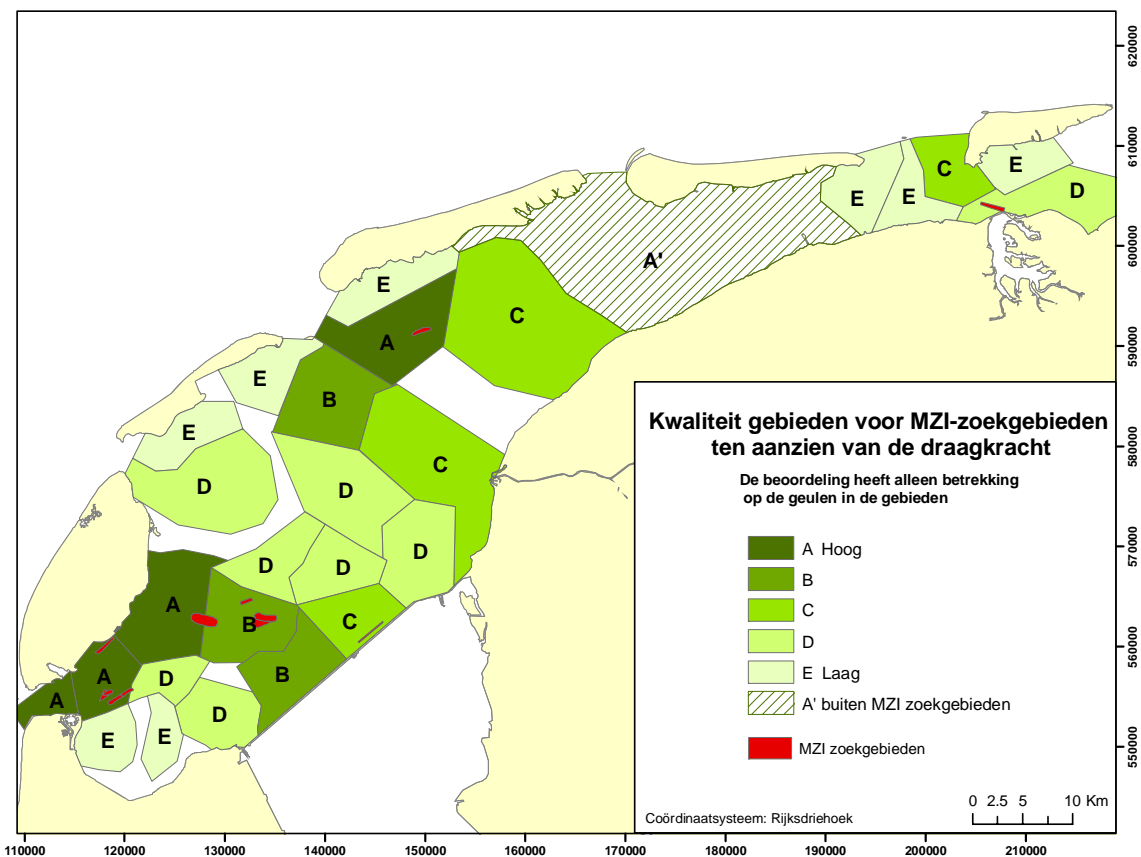 620000
610000
600000
590000
580000
570000
560000
550000
C
E
D
E
E
A'
E
C
A
E
B
E
C
D
D
D
D
D
A
B
C
A
D
B
A
D
E
E
Kwaliteit gebieden voor MZI-zoekgebieden
ten aanzien van de draagkracht
De beoordeling heeft alleen betrekking
op de geulen in de gebieden
A Hoog
B
C
D
E Laag
A' buiten MZI zoekgebieden
MZI zoekgebieden
0 2.5 5 10 Km
Coördinaatsysteem: Rijksdriehoek
110000 120000 130000 140000 150000 160000 170000 180000 190000 200000 210000